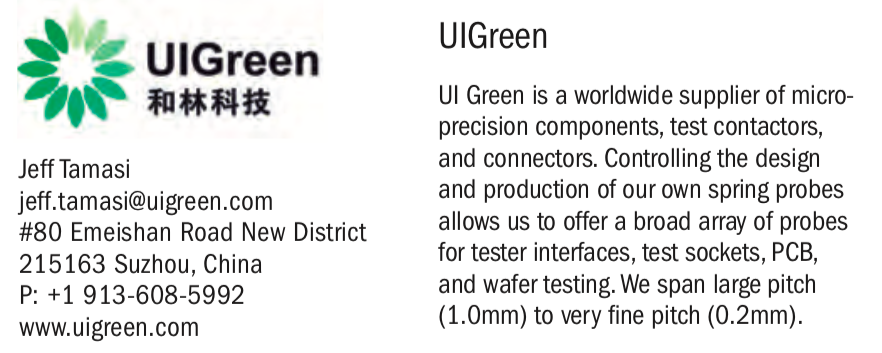 UIGreen
和林科技
Jeff Tamasi
jeff.tamasi@uigreen.com
#80 Emeishan Road New District
215163 Suzhou, China
P: +1 913-608-5992
www.uigreen.com
UIGreen
UI Green is a worldwide supplier of micro-
precision components, test contactors,
and connectors. Controlling the design
and production of our own spring probes
allows us to offer a broad array of probes
for tester interfaces, test sockets, PCB,
and wafer testing. We span large pitch
(1.0mm) to very fine pitch (0.2mm).